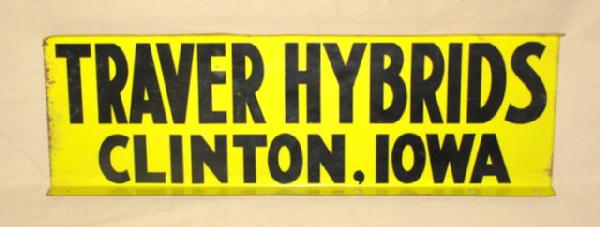 TRAVER HYBRIDS
CLINTON, IOWA